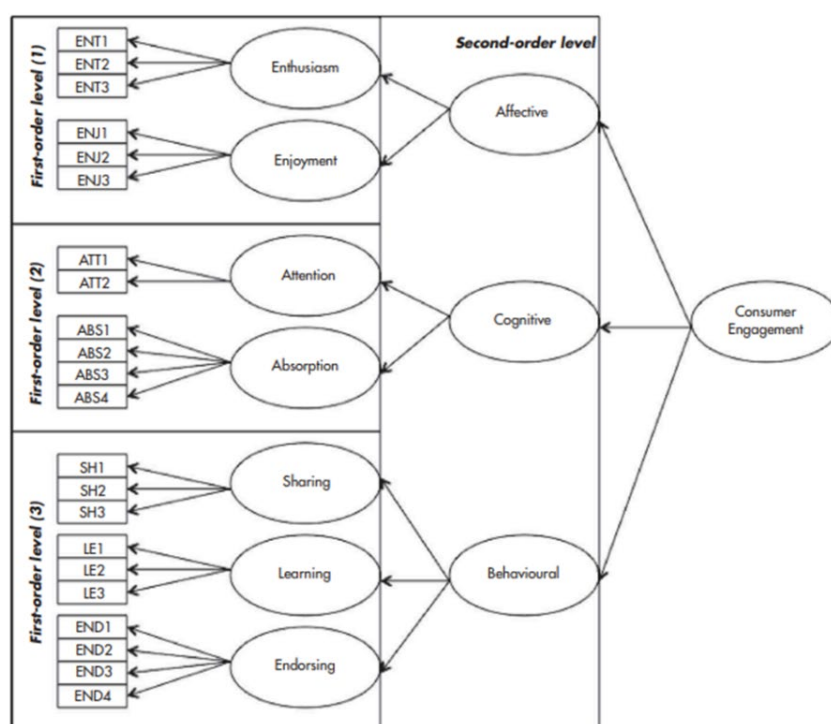 Second-order level
First-order level (1)
ENT1
ENT2
ENT3
Enthusiasm
ENJ1
ENJ2
ENJ3
Enjoyment
Affective
First-order level (2)
ATT1
ATT2
Attention
ABS1
ABS2
ABS3
ABS4
Absorption
Cognitive
Consumer
Engagement
First-order level (3)
SH1
SH2
SH3
Sharing
LE1
LE2
LE3
Learning
END1
END2
END3
END4
Endorsing
Behavioural